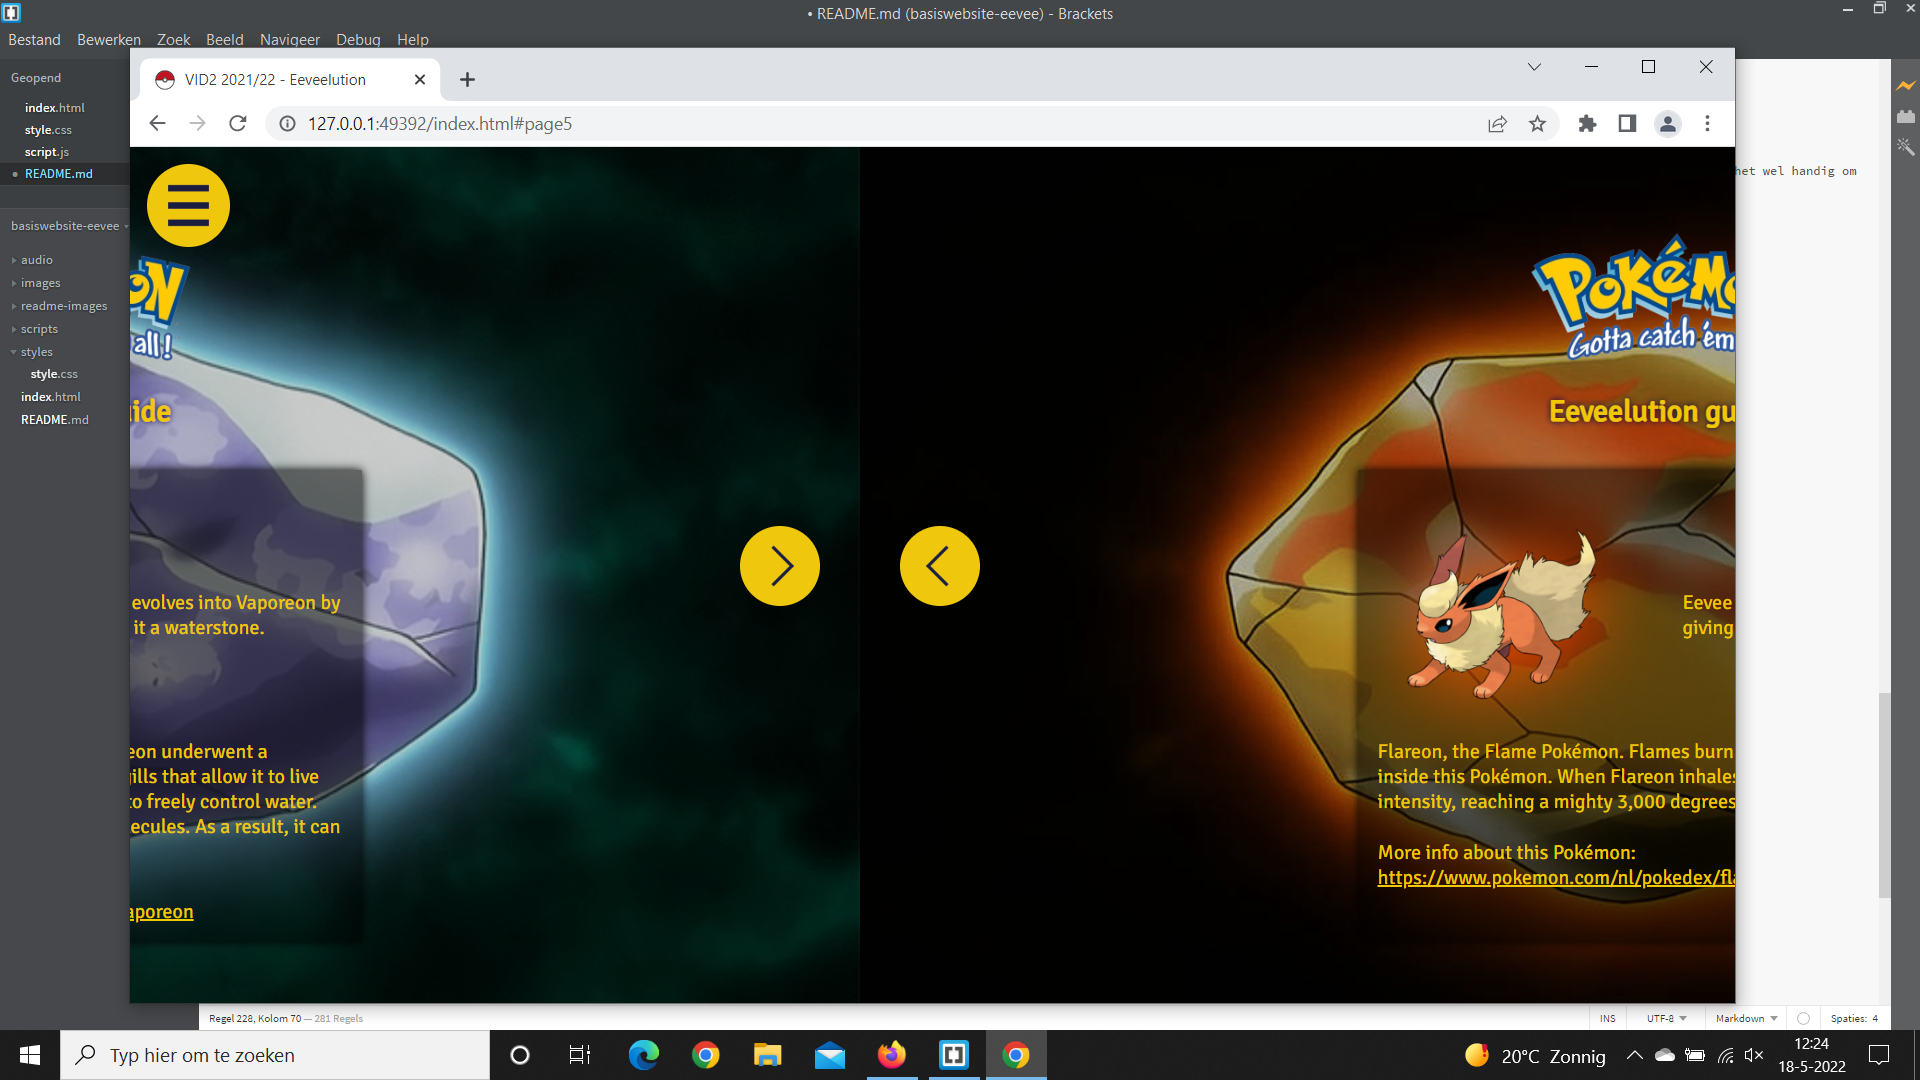 • README.md (basiswebsite-eevee) - Brackets
Bestand Bewerken Zoek Beeld Navigeer Debug Help
Geopend
index.html
style.css
script.js
README.md
basiswebsite-eevee
audio
images
readme-images
scripts
styles
style.css
index.html
README.md
VID2 2021/22 - Eeveelution
127.0.0.1:49392/index.html#page5
ON
all!
ide
evolves into Vaporeon by
it a waterstone.
eon underwent a
gills that allow it to live
to freely control water.
ecules. As a result, it can
aporeon
POKéMO
Gotta catch 'em
Eeveelution gu
Eevee
giving
Flareon, the Flame Pokémon. Flames burn
inside this Pokémon. When Flareon inhales
intensity, reaching a mighty 3,000 degrees
More info about this Pokémon:
https://www.pokemon.com/nl/pokedex/fla
het wel handig om
Regel 228, Kolom 70 — 281 Regels
INS UTF-8 Markdown Spaties: 4
Typ hier om te zoeken
20°C Zonnig
12:24
18-5-2022